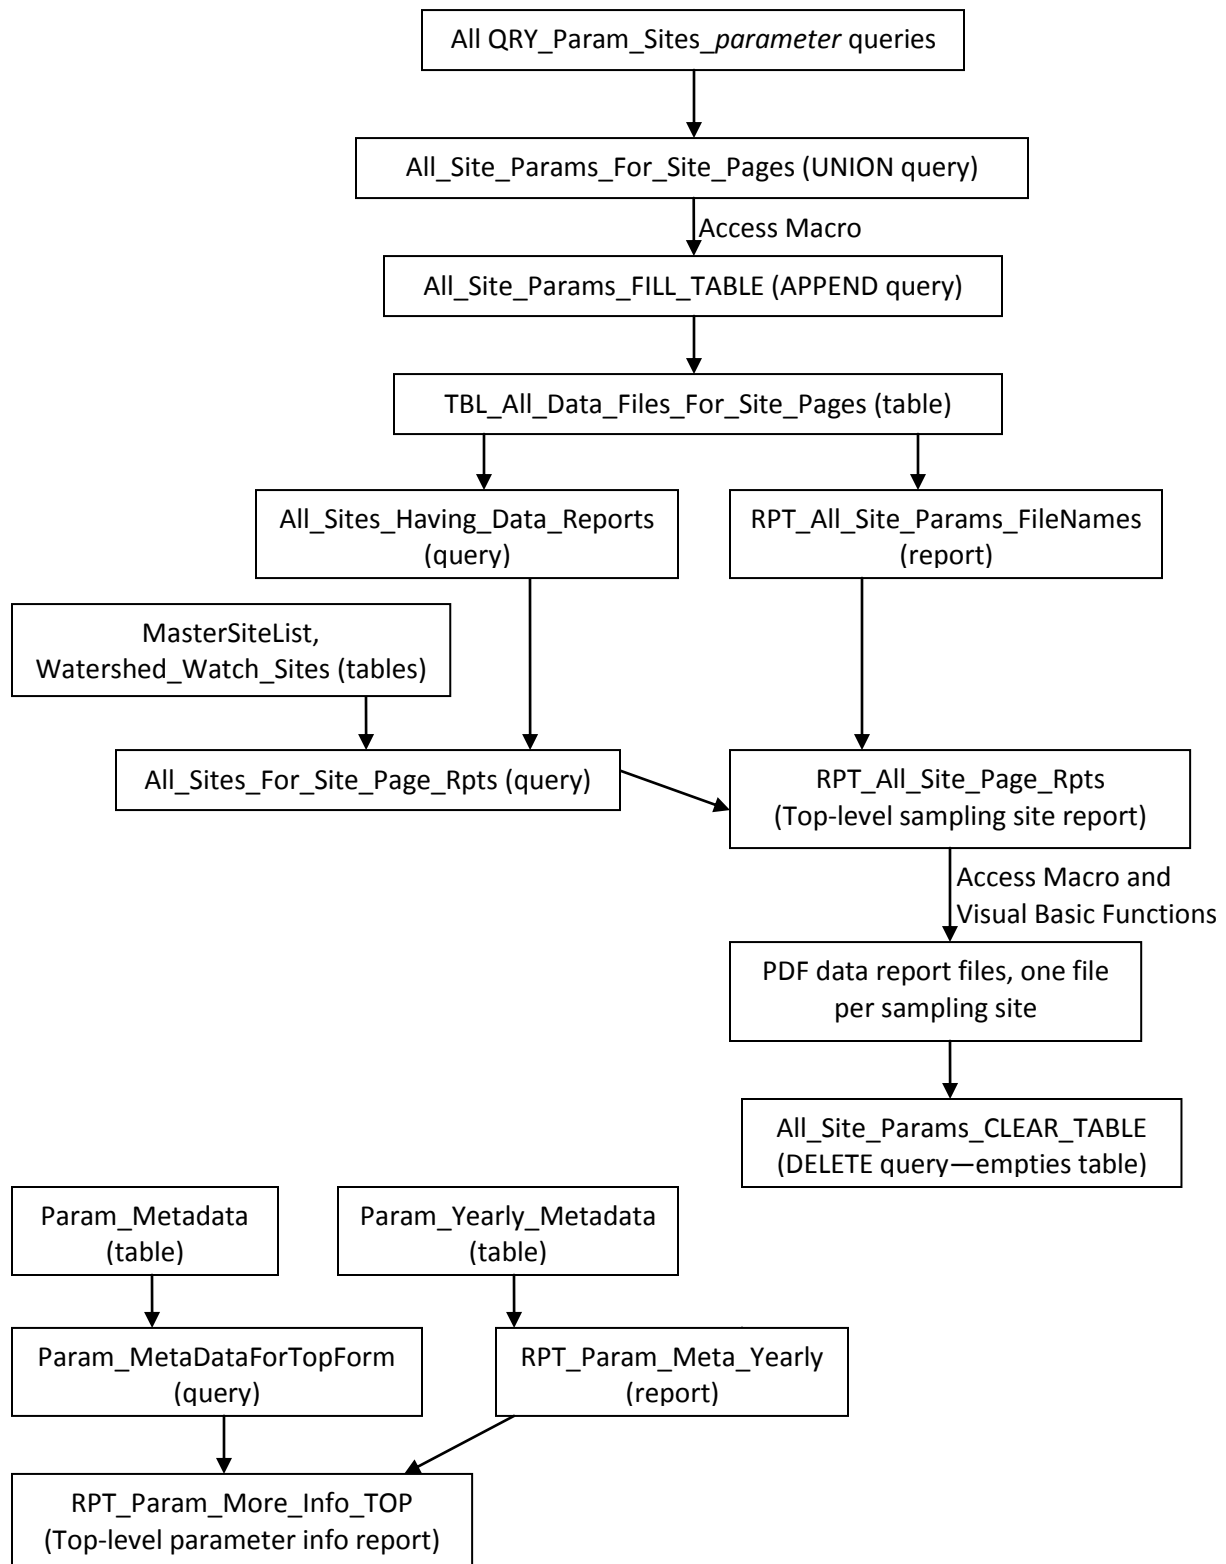 All QRY_Param_Sites_parameter queries
All_Site_Params_For_Site_Pages (UNION query)
Access Macro
All_Site_Params_FILL_TABLE (APPEND query)
TBL_All_Data_Files_For_Site_Pages (table)
All_Sites_Having_Data_Reports
(query)
RPT_All_Site_Params_FileNames
(report)
MasterSiteList,
Watershed_Watch_Sites (tables)
All_Sites_For_Site_Page_Rpts (query)
RPT_All_Site_Page_Rpts
(Top-level sampling site report)
Access Macro and
Visual Basic Functions
PDF data report files, one file
per sampling site
All_Site_Params_CLEAR_TABLE
(DELETE query—empties table)
Param_Metadata
(table)
Param_Yearly_Metadata
(table)
Param_MetaDataForTopForm
(query)
RPT_Param_Meta_Yearly
(report)
RPT_Param_More_Info_TOP
(Top-level parameter info report)